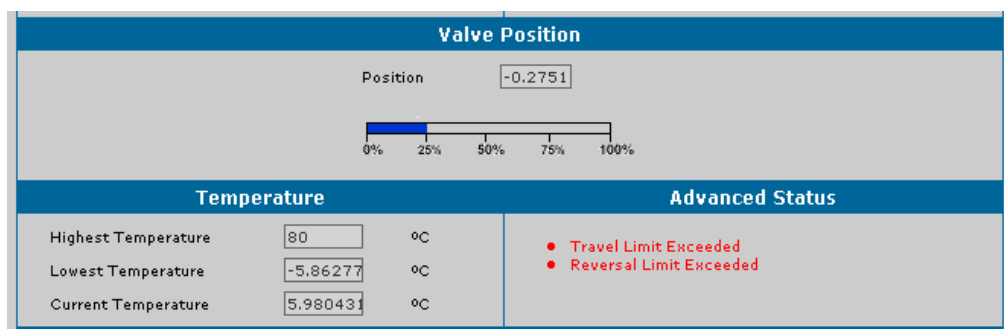 Valve Position
Position -0.2751
0% 25% 50% 75% 100%
Temperature
Highest Temperature 80 ºC
Lowest Temperature -5.86277 ºC
Current Temperature 5.980431 ºC
Advanced Status
Travel Limit Exceeded
Reversal Limit Exceeded